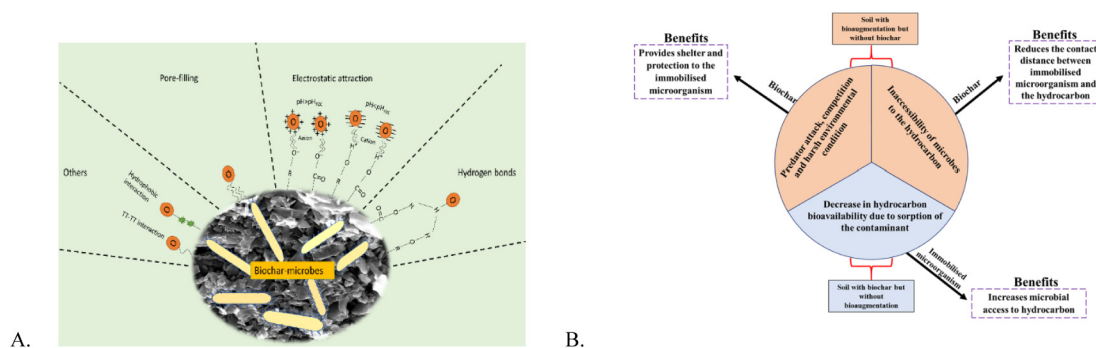 Pore-filling
Electrostatic attraction
Others
Hydrogen bonds
Hydrophobic
interaction
TT-TT interaction
Anion
Cation
R
R
Biochar-microbes
A.
Soil with
bioaugmentation but
without biochar
Benefits
Provides shelter and
protection to the
immobilised
microorganism
Benefits
Reduces the contact
distance between
immobilised
microorganism and
the hydrocarbon
Biochar
Biochar
Predator attack, competition
and harsh environmental
condition
Inaccessibility of microbes
to the hydrocarbon
Decrease in hydrocarbon
bioavailability due to sorption of
the contaminant
Immobilised
microorganism
Soil with biochar but
without
bioaugmentation
Benefits
Increases microbial
access to hydrocarbon
B.